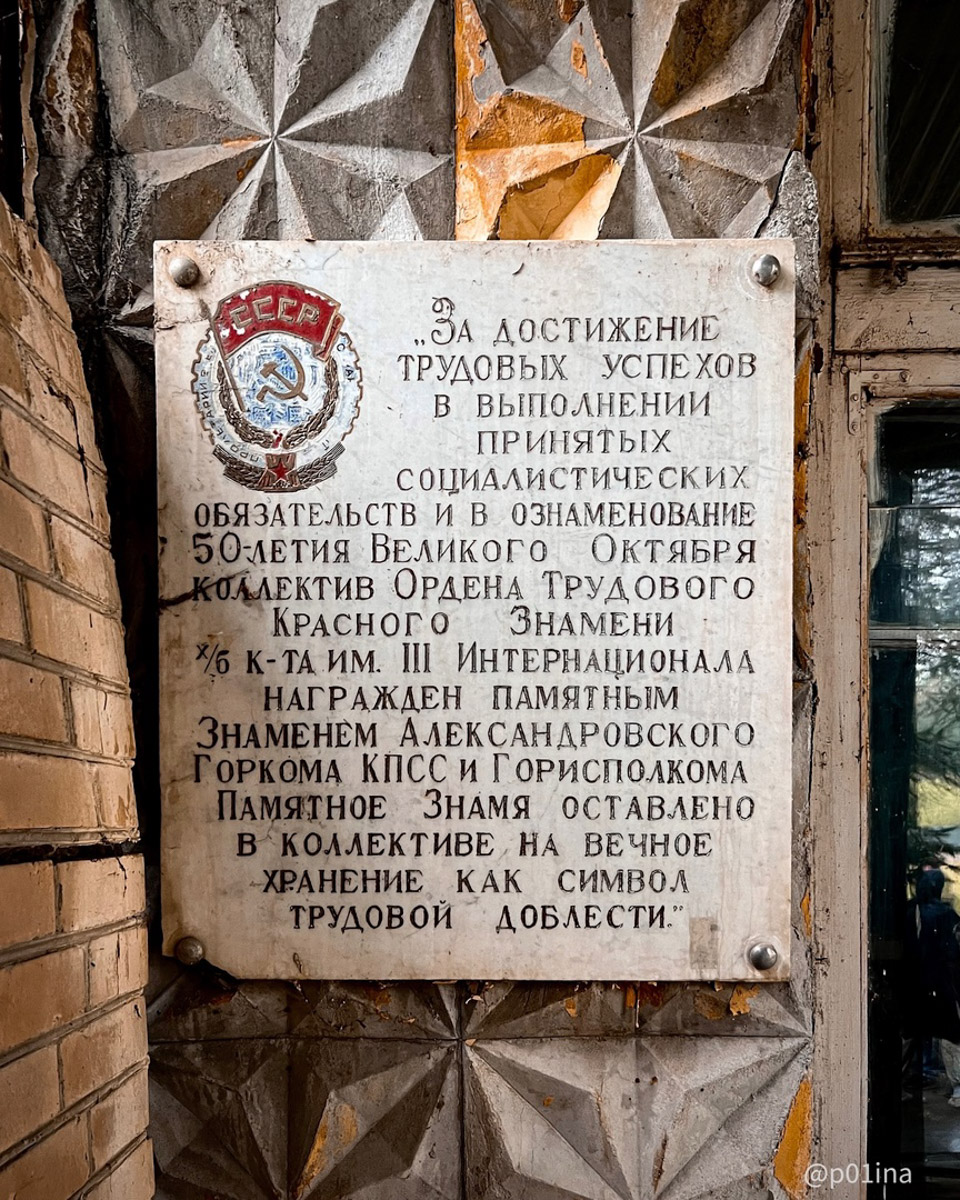 СССР
„За достижение
трудовых успехов
в выполнении
принятых
социалистических
обязательств и в ознаменование
50-летия Великого Октября
коллектив Ордена Трудового
Красного Знамени
х/б к-та им. III Интернационала
награжден памятным
Знаменем Александровского
Горкома КПСС и Горисполкома
Памятное Знамя оставлено
в коллективе на вечное
хранение как символ
трудовой доблести.”
@p01ina